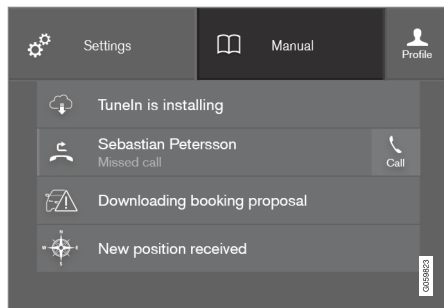 Settings
Manual
Profile
TuneIn is installing
Sebastian Petersson
Missed call
Call
Downloading booking proposal
New position received
N
W
E
S
G059823